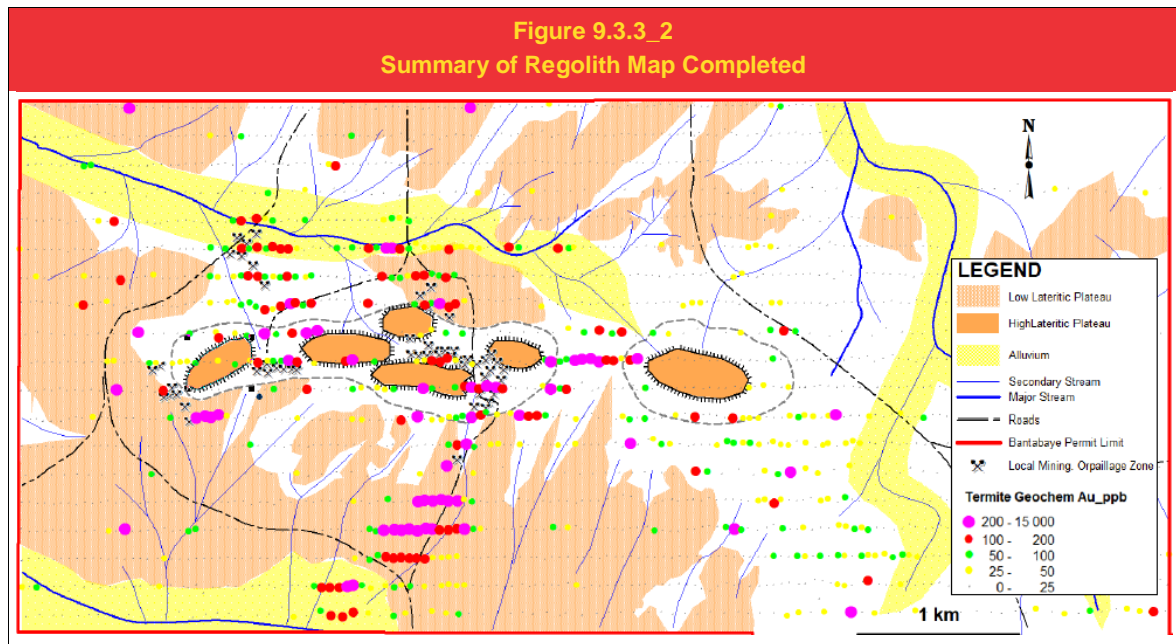 Figure 9.3.3_2
Summary of Regolith Map Completed
N
LEGEND
Low Lateritic Plateau
HighLateritic Plateau
Alluvium
Secondary Stream
Major Stream
Roads
Bantabaye Permit Limit
Local Mining. Orpaillage Zone
Termite Geochem Au_ppb
200 - 15 000
100 - 200
50 - 100
25 - 50
0 - 25
1 km